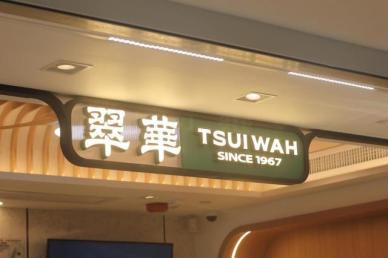 翠華
TSUI WAH
SINCE 1967